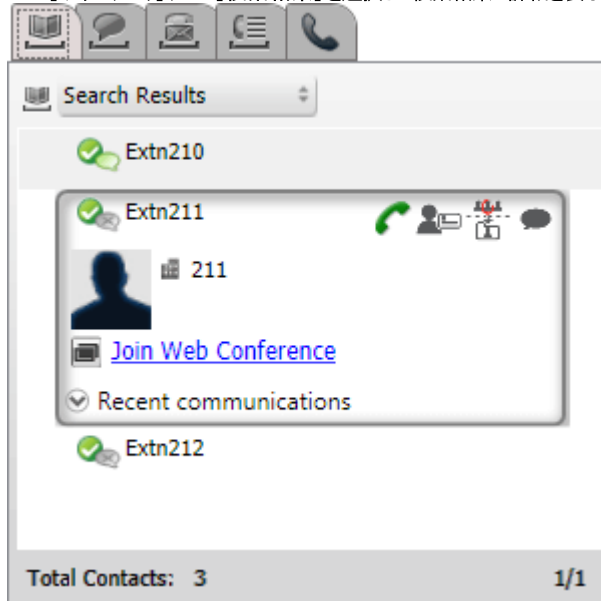 Search Results
Extn210
Extn211
211
Join Web Conference
Recent communications
Extn212
Total Contacts: 3
1/1